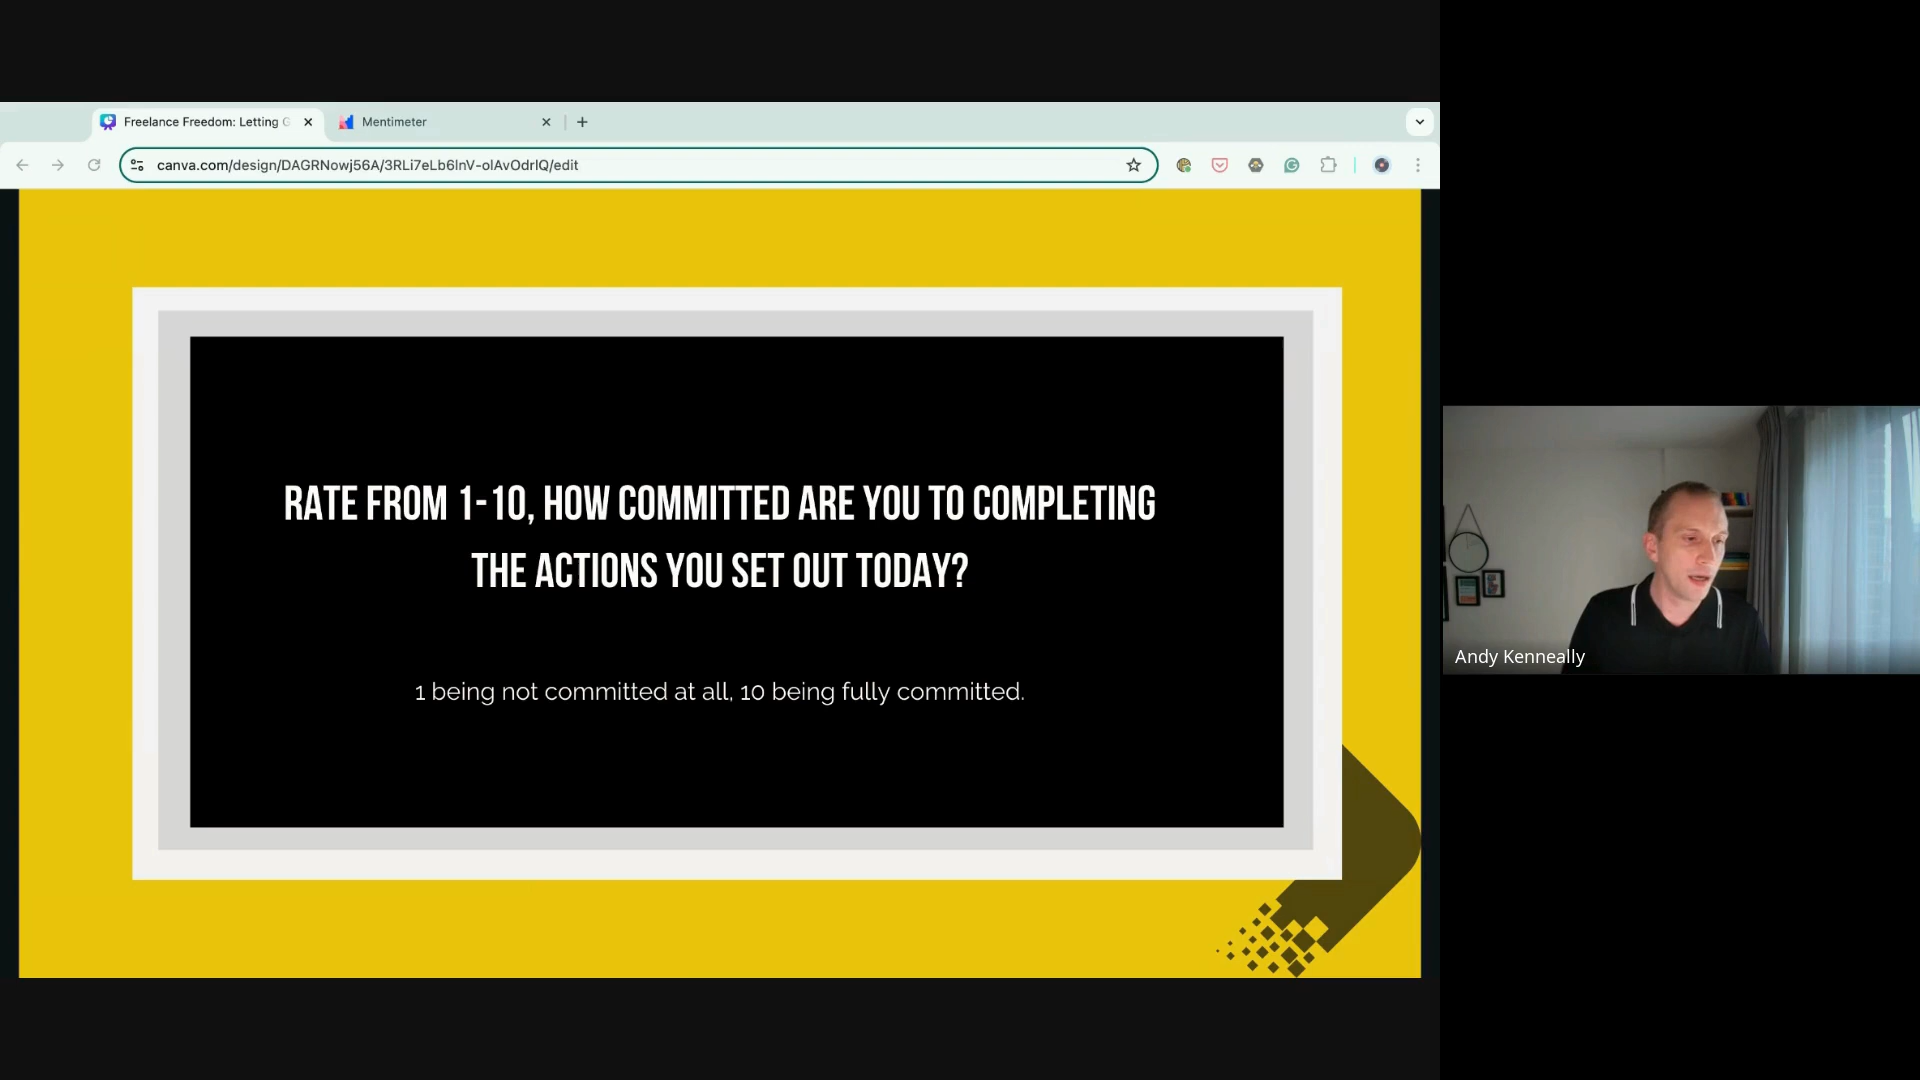 Freelance Freedom: Letting G
Mentimeter
canva.com/design/DAGRNowj56A/3RLi7eLb6lnV-olAvOdrlQ/edit
RATE FROM 1-10, HOW COMMITTED ARE YOU TO COMPLETING
THE ACTIONS YOU SET OUT TODAY?
1 being not committed at all, 10 being fully committed.
Andy Kenneally